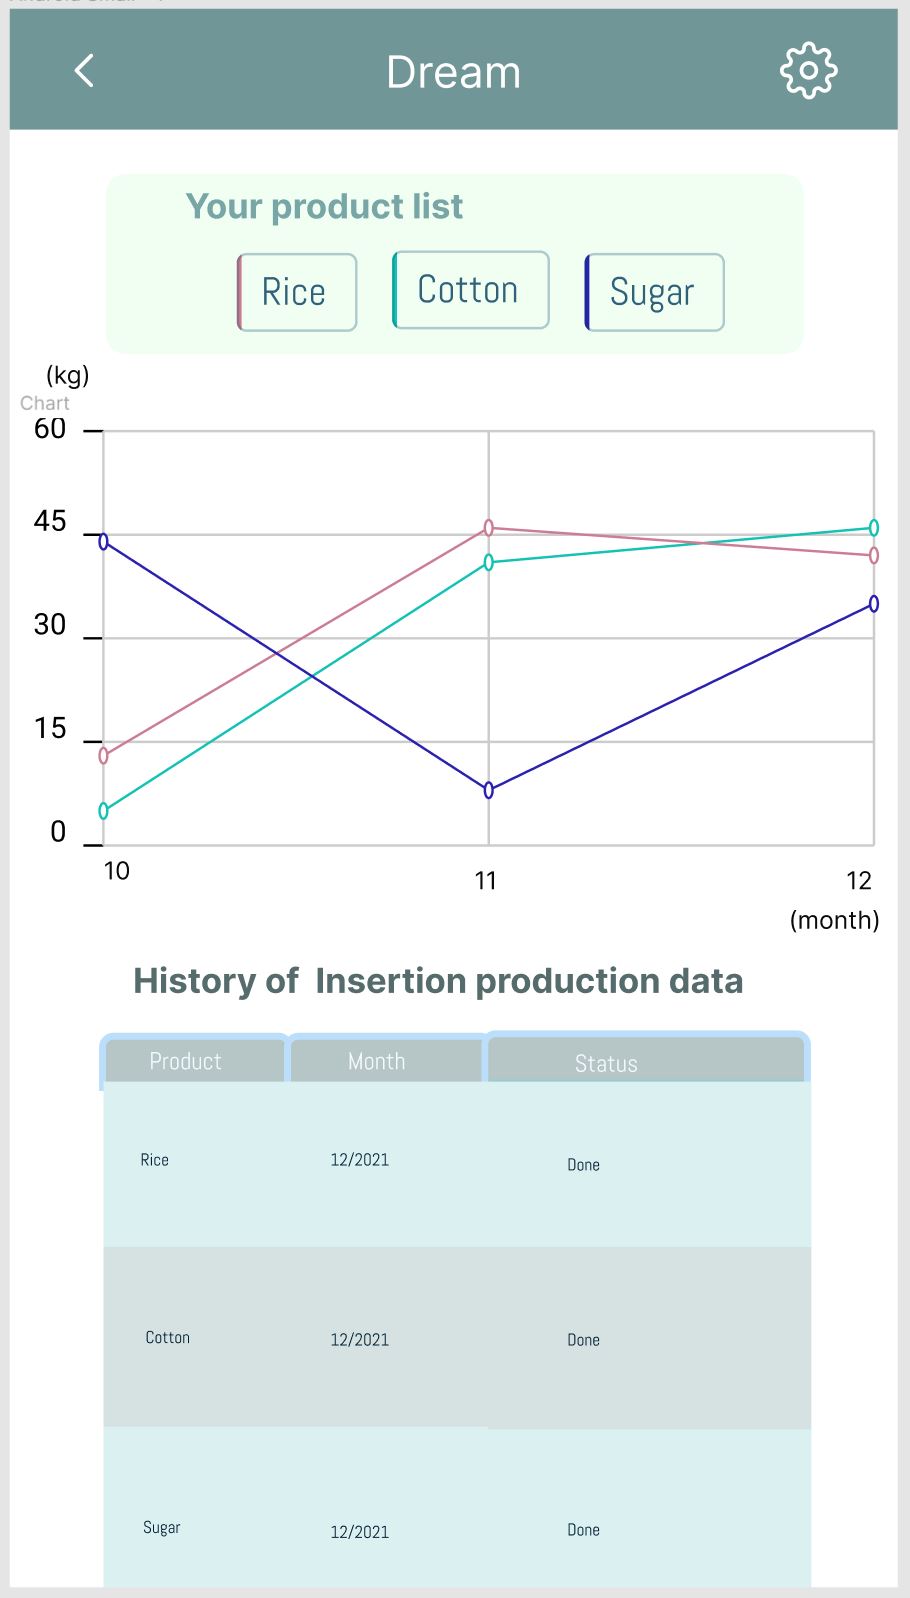 Dream
Your product list
Rice Cotton Sugar
(kg)
Chart
60
45
30
15
0
10 11 12
(month)
History of Insertion production data
Product Month Status
Rice 12/2021 Done
Cotton 12/2021 Done
Sugar 12/2021 Done